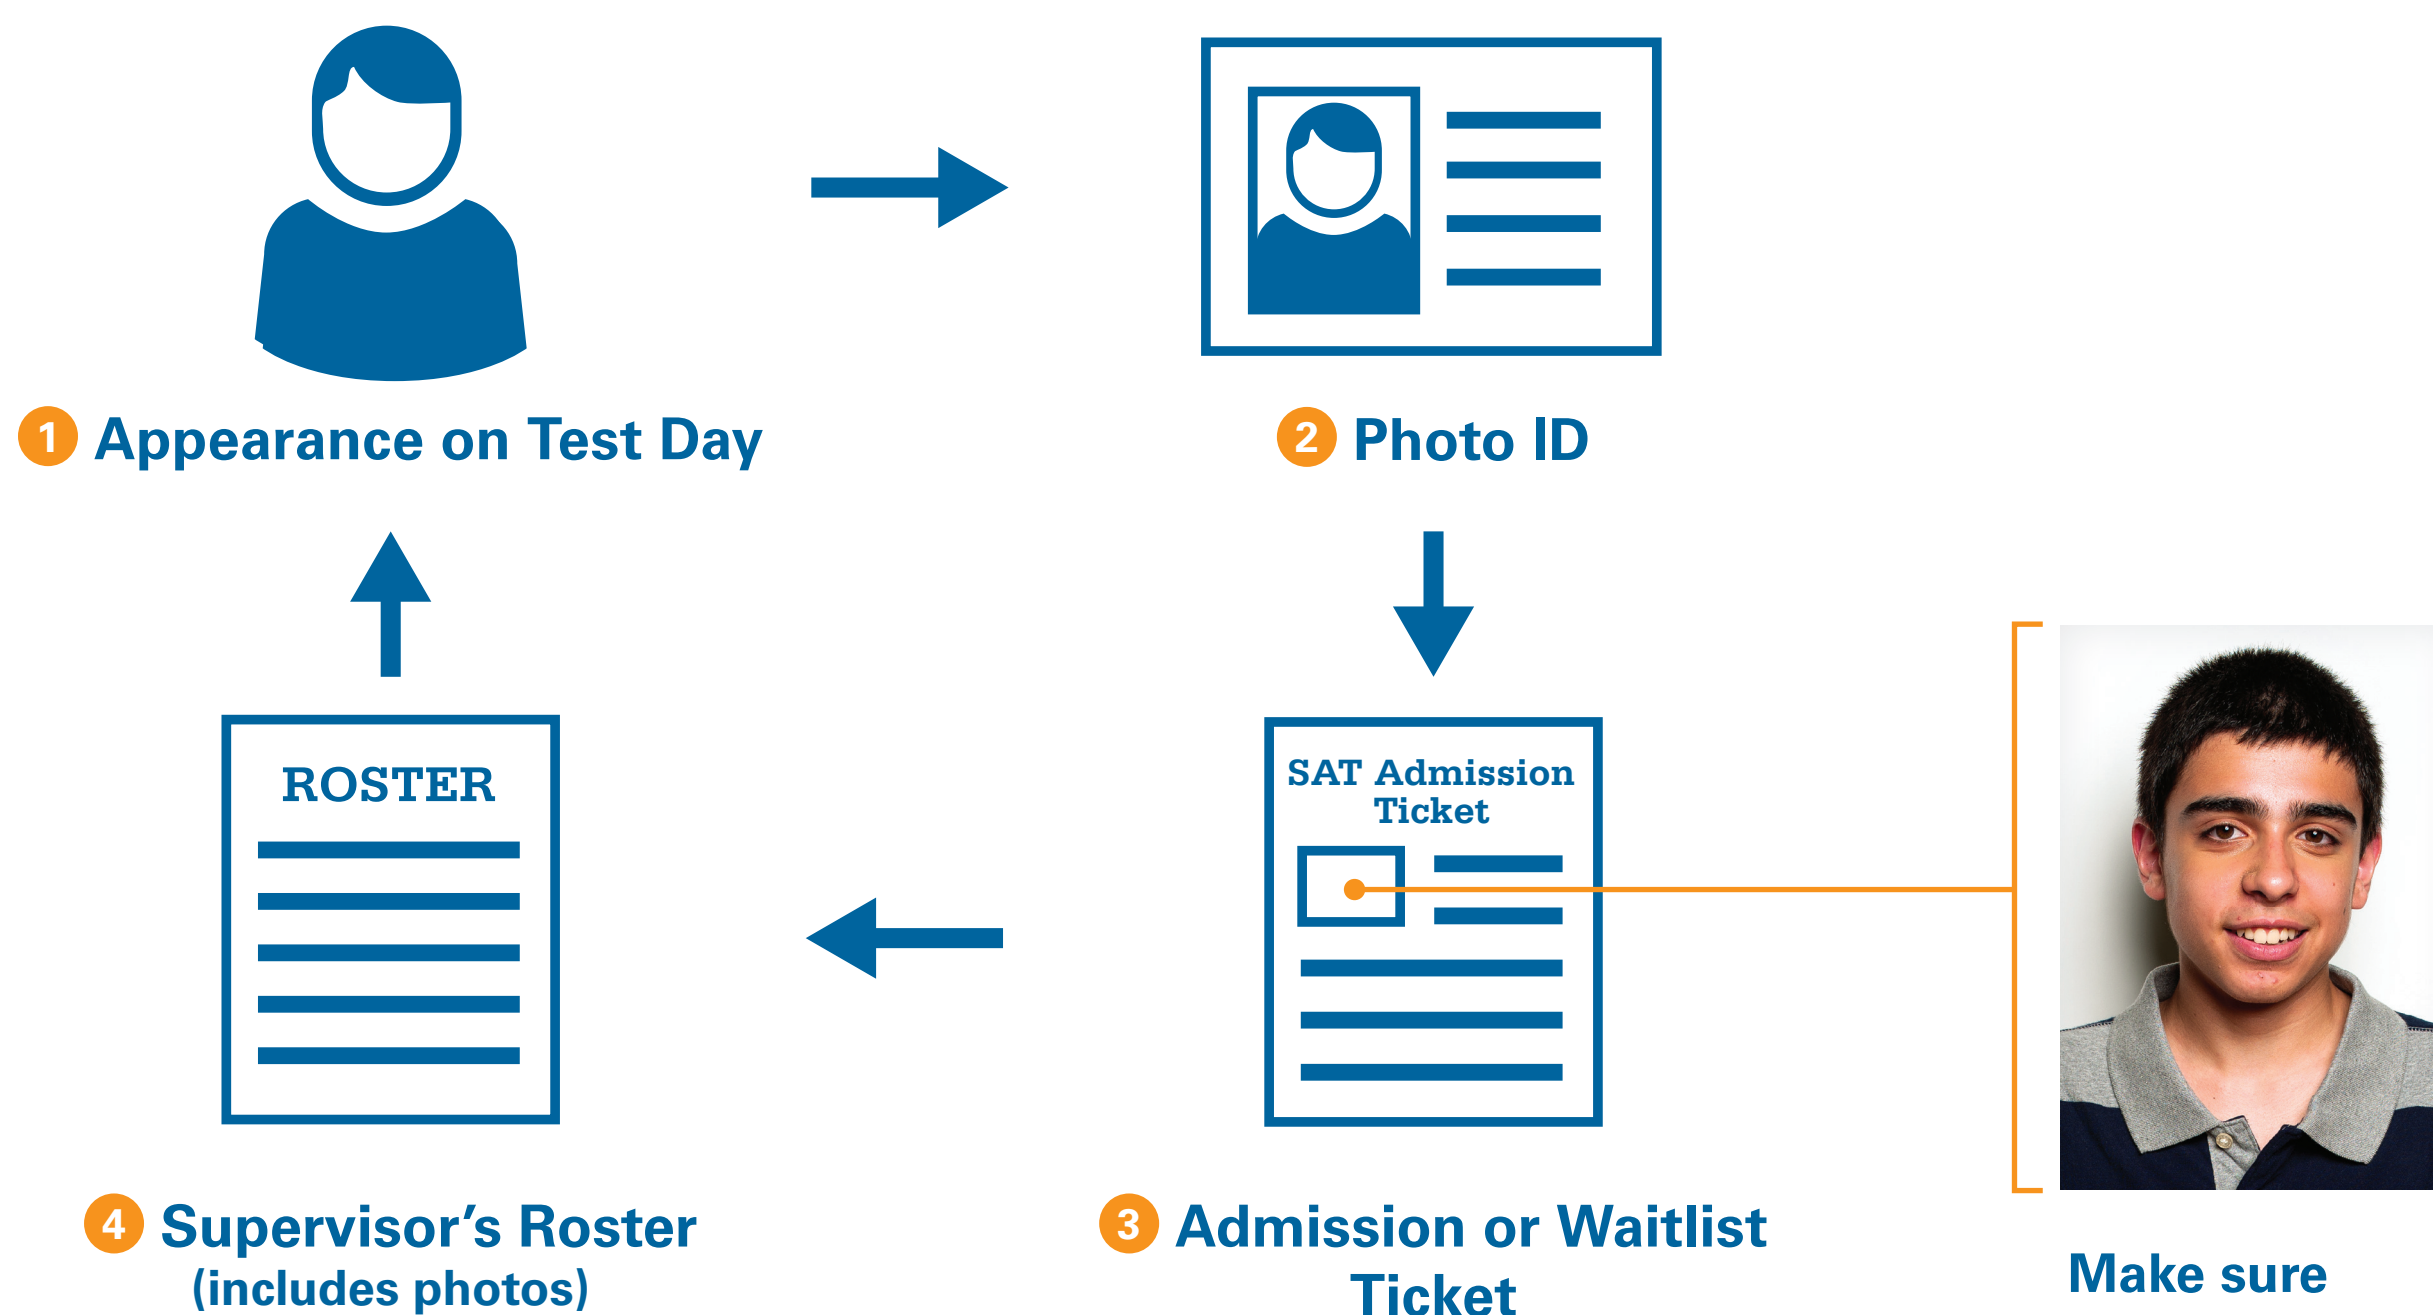 1 Appearance on Test Day
2 Photo ID
ROSTER
SAT Admission
Ticket
4 Supervisor’s Roster
(includes photos)
3 Admission or Waitlist
Ticket
Make sure